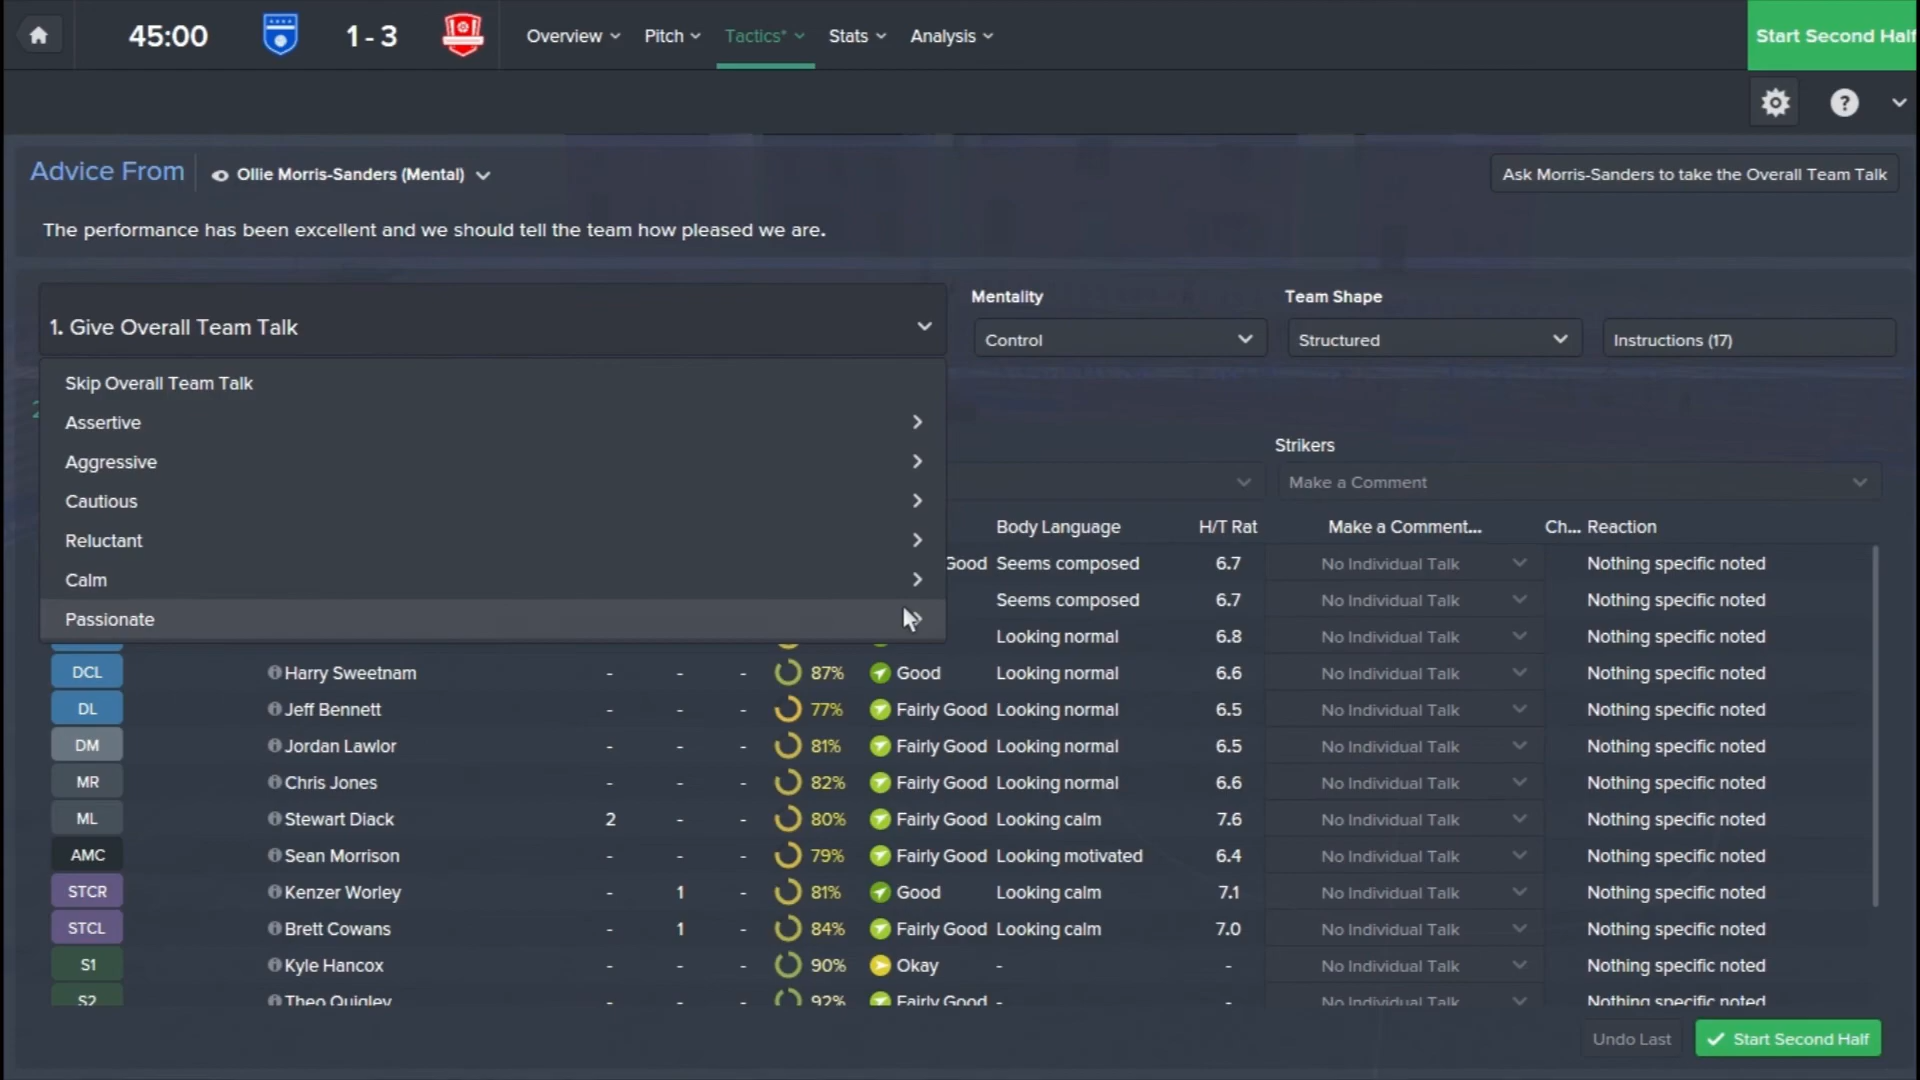 45:00 1 - 3 Overview Pitch Tactics* Stats Analysis Start Second Half
?
Advice From Ollie Morris-Sanders (Mental) Ask Morris-Sanders to take the Overall Team Talk
The performance has been excellent and we should tell the team how pleased we are.
Mentality Team Shape
1. Give Overall Team Talk
Control Structured Instructions (17)
Skip Overall Team Talk
Assertive
Aggressive
Cautious
Reluctant
Calm
Passionate
Strikers
Make a Comment
Body Language H/T Rat Make a Comment... Ch... Reaction
Good Seems composed 6.7 No Individual Talk Nothing specific noted
Seems composed 6.7 No Individual Talk Nothing specific noted
Looking normal 6.8 No Individual Talk Nothing specific noted
DCL Harry Sweetnam - - - 87% Good Looking normal 6.6 No Individual Talk Nothing specific noted
DL Jeff Bennett - - - 77% Fairly Good Looking normal 6.5 No Individual Talk Nothing specific noted
DM Jordan Lawlor - - - 81% Fairly Good Looking normal 6.5 No Individual Talk Nothing specific noted
MR Chris Jones - - - 82% Fairly Good Looking normal 6.6 No Individual Talk Nothing specific noted
ML Stewart Diack 2 - - 80% Fairly Good Looking calm 7.6 No Individual Talk Nothing specific noted
AMC Sean Morrison - - - 79% Fairly Good Looking motivated 6.4 No Individual Talk Nothing specific noted
STCR Kenzer Worley - 1 - 81% Good Looking calm 7.1 No Individual Talk Nothing specific noted
STCL Brett Cowans - 1 - 84% Fairly Good Looking calm 7.0 No Individual Talk Nothing specific noted
S1 Kyle Hancox - - - 90% Okay - - No Individual Talk Nothing specific noted
S2 Theo Quigley - - - 92% Fairly Good - - No Individual Talk Nothing specific noted
Undo Last Start Second Half